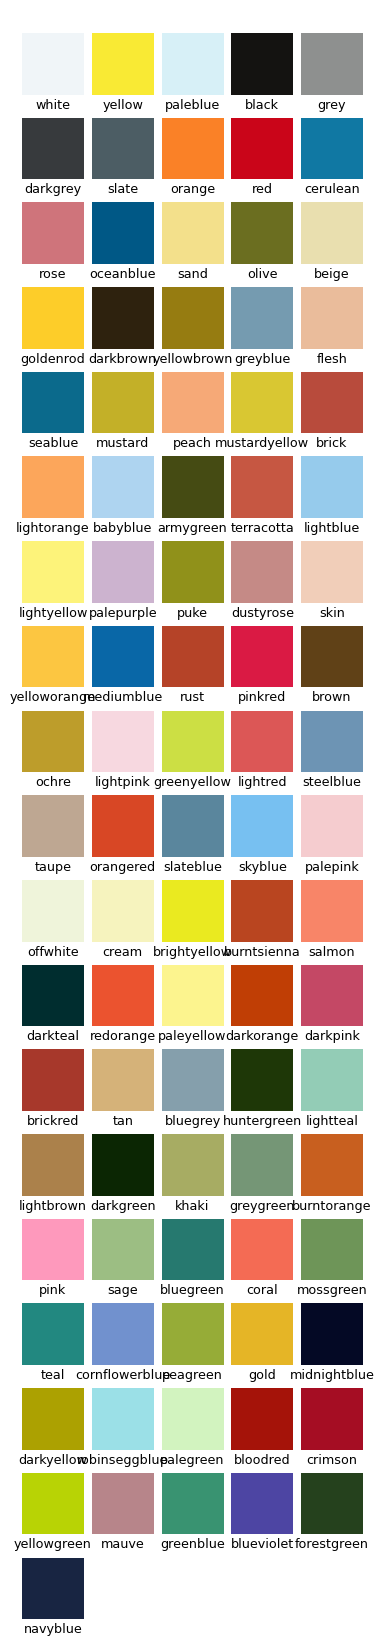 white yellow paleblue black grey
darkgrey slate orange red cerulean
rose oceanblue sand olive beige
goldenrod darkbrown yellowbrown greyblue flesh
seablue mustard peach mustardyellow brick
lightorange babyblue armygreen terracotta lightblue
lightyellow palepurple puke dustyrose skin
yelloworange mediumblue rust pinkred brown
ochre lightpink greenyellow lightred steelblue
taupe orangered slateblue skyblue palepink
offwhite cream brightyellow burntsienna salmon
darkteal redorange paleyellow darkorange darkpink
brickred tan bluegrey huntergreen lightteal
lightbrown darkgreen khaki greygreen burntorange
pink sage bluegreen coral mossgreen
teal cornflowerblue peagreen gold midnightblue
darkyellow robinseggblue palegreen bloodred crimson
yellowgreen mauve greenblue blueviolet forestgreen
navyblue